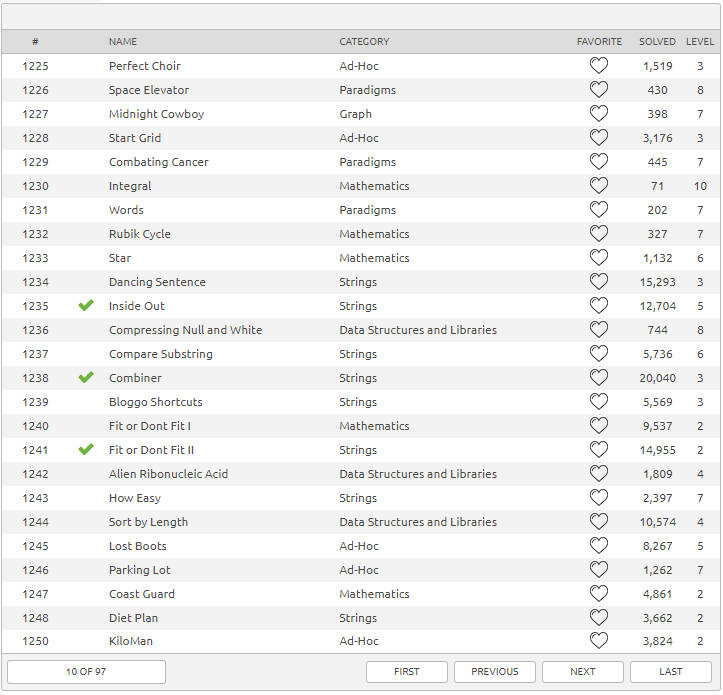 # NAME CATEGORY FAVORITE SOLVED LEVEL
1225 Perfect Choir Ad-Hoc 1,519 3
1226 Space Elevator Paradigms 430 8
1227 Midnight Cowboy Graph 398 7
1228 Start Grid Ad-Hoc 3,176 3
1229 Combating Cancer Paradigms 445 7
1230 Integral Mathematics 71 10
1231 Words Paradigms 202 7
1232 Rubik Cycle Mathematics 327 7
1233 Star Mathematics 1,132 6
1234 Dancing Sentence Strings 15,293 3
1235 Inside Out Strings 12,704 5
1236 Compressing Null and White Data Structures and Libraries 744 8
1237 Compare Substring Strings 5,736 6
1238 Combiner Strings 20,040 3
1239 Bloggo Shortcuts Strings 5,569 3
1240 Fit or Dont Fit I Mathematics 9,537 2
1241 Fit or Dont Fit II Strings 14,955 2
1242 Alien Ribonucleic Acid Data Structures and Libraries 1,809 4
1243 How Easy Strings 2,397 7
1244 Sort by Length Data Structures and Libraries 10,574 4
1245 Lost Boots Ad-Hoc 8,267 5
1246 Parking Lot Ad-Hoc 1,262 7
1247 Coast Guard Mathematics 4,861 2
1248 Diet Plan Strings 3,662 2
1250 KiloMan Ad-Hoc 3,824 2
10 OF 97 FIRST PREVIOUS NEXT LAST